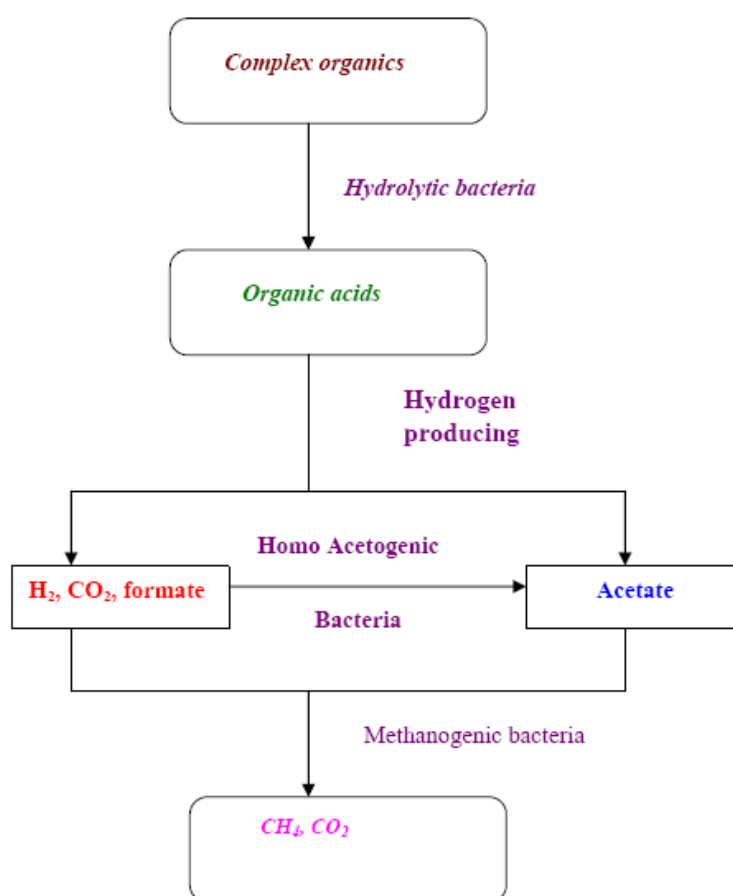 Complex organics
Hydrolytic bacteria
Organic acids
Hydrogen
producing
Homo Acetogenic
H₂, CO₂, formate
Acetate
Bacteria
Methanogenic bacteria
CH₄, CO₂